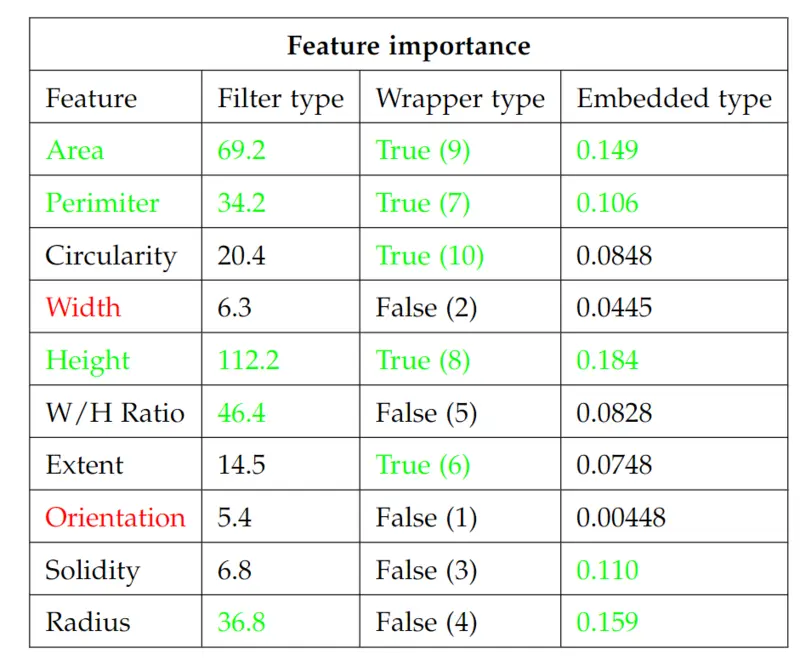 Feature importance
Feature Filter type Wrapper type Embedded type
Area 69.2 True (9) 0.149
Perimiter 34.2 True (7) 0.106
Circularity 20.4 True (10) 0.0848
Width 6.3 False (2) 0.0445
Height 112.2 True (8) 0.184
W/H Ratio 46.4 False (5) 0.0828
Extent 14.5 True (6) 0.0748
Orientation 5.4 False (1) 0.00448
Solidity 6.8 False (3) 0.110
Radius 36.8 False (4) 0.159